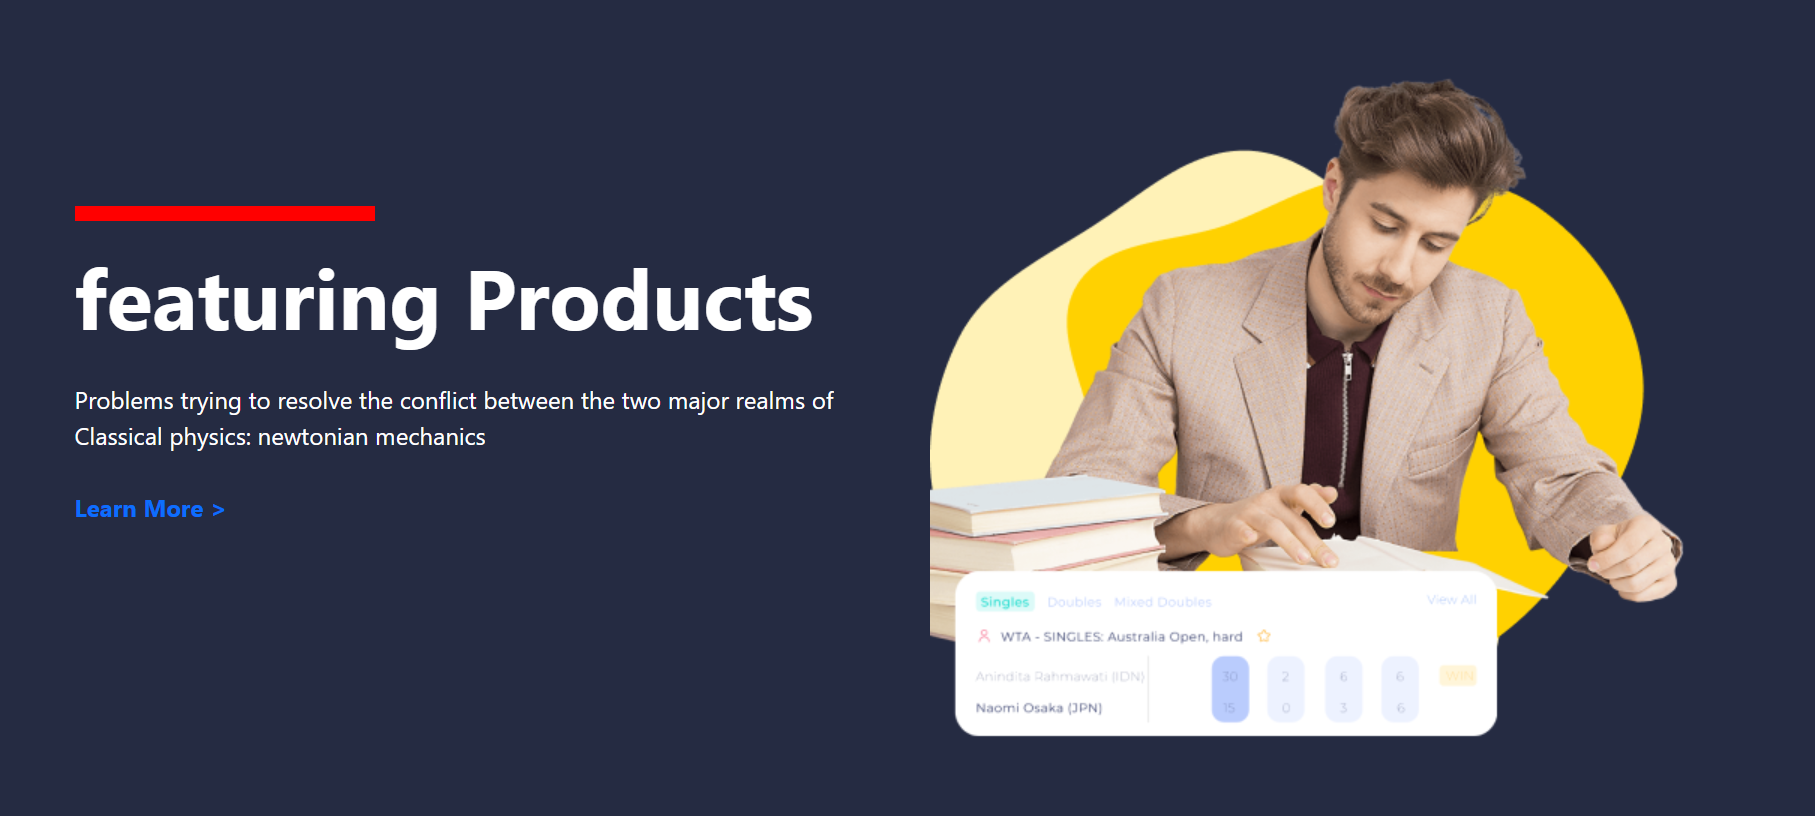 featuring Products
Problems trying to resolve the conflict between the two major realms of
Classical physics: newtonian mechanics
Learn More >
Singles Doubles Mixed Doubles View All
WTA - SINGLES: Australia Open, hard
Anindita Rahmawati (IDN) 30 2 6 6 WIN
Naomi Osaka (JPN) 15 0 3 6